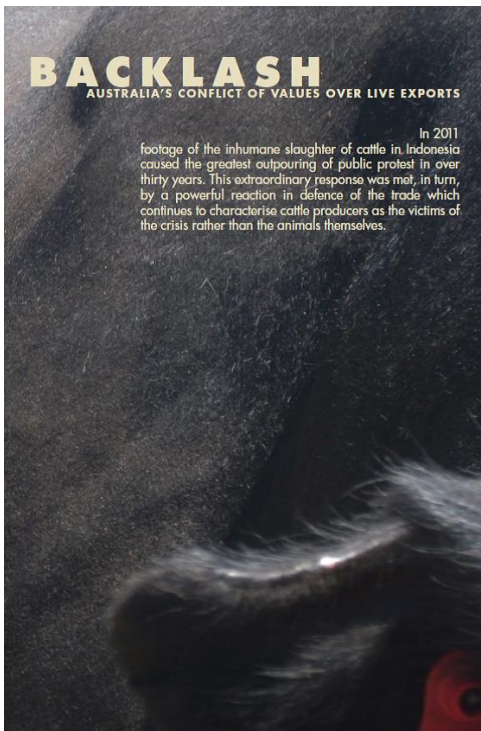 BACKLASH
AUSTRALIA'S CONFLICT OF VALUES OVER LIVE EXPORTS
In 2011
footage of the inhumane slaughter of cattle in Indonesia
caused the greatest outpouring of public protest in over
thirty years. This extraordinary response was met, in turn,
by a powerful reaction in defence of the trade which
continues to characterise cattle producers as the victims of
the crisis rather than the animals themselves.